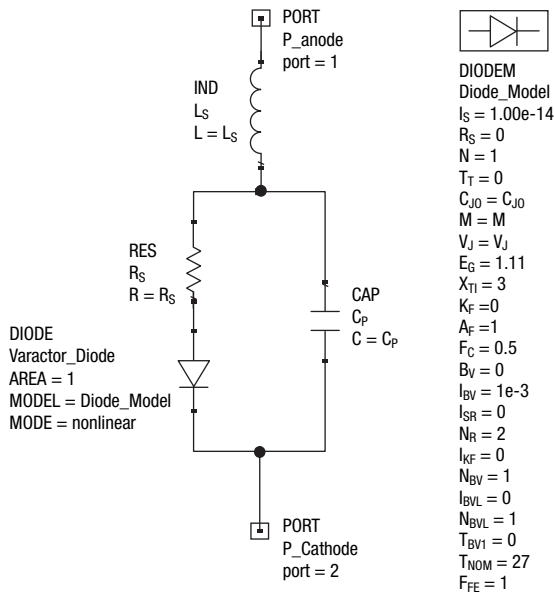 PORT
P_anode
port = 1
IND
LS
L = LS
RES
RS
R = RS
CAP
CP
C = CP
DIODE
Varactor_Diode
AREA = 1
MODEL = Diode_Model
MODE = nonlinear
PORT
P_Cathode
port = 2
DIODEM
Diode_Model
IS = 1.00e-14
RS = 0
N = 1
TT = 0
CJO = CJO
M = M
VJ = VJ
EG = 1.11
XTI = 3
KF =0
AF =1
FC = 0.5
BV = 0
IBV = 1e-3
ISR = 0
NR = 2
IKF = 0
NBV = 1
IBVL = 0
NBVL = 1
TBV1 = 0
TNOM = 27
FFE = 1